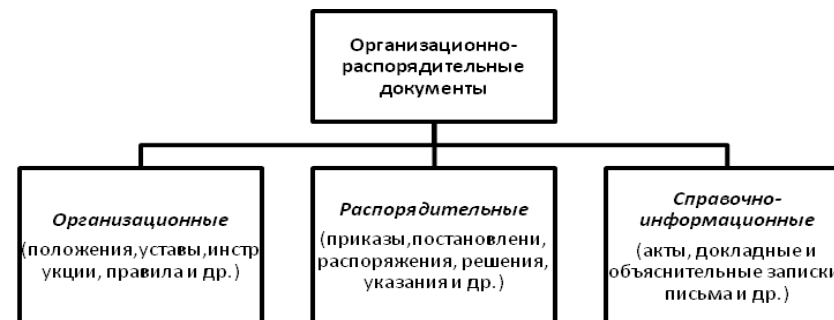 Организационно-
распорядительные
документы
Организационные
(положения,уставы,инстр
укции, правила и др.)
Распорядительные
(приказы,постановлени,
распоряжения, решения,
указания и др.)
Справочно-
информационные
(акты, докладные и
объяснительные записки
письма и др.)